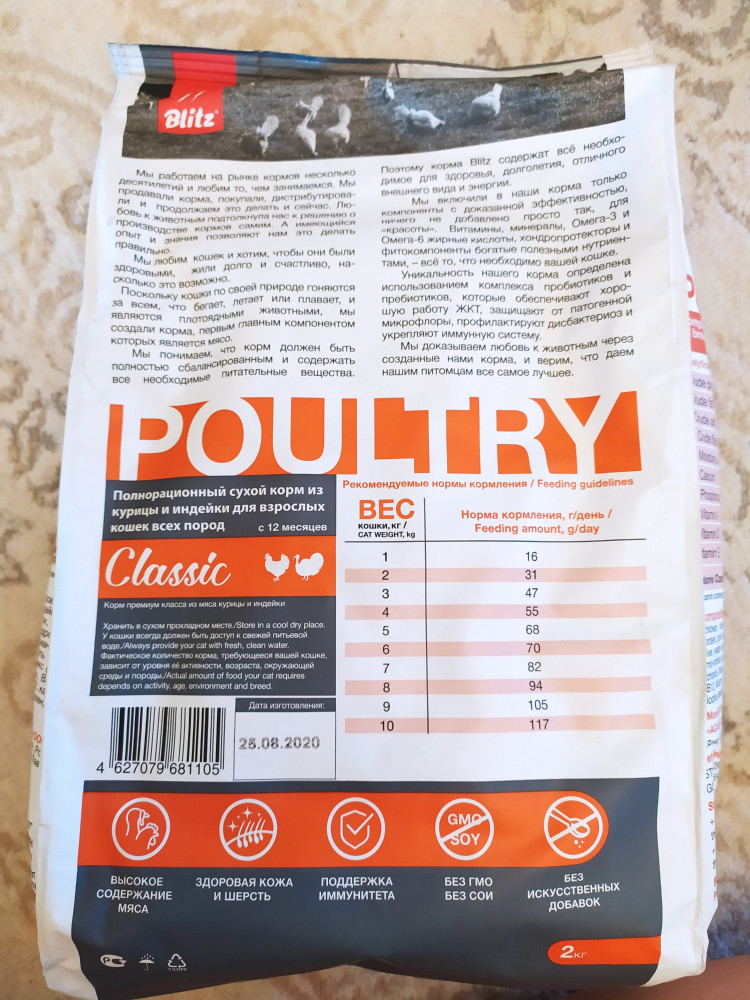 Blitz
Мы работаем на рынке кормов несколько
десятилетий и любим то, чем занимаемся. Мы
продавали корма, покупали, дистрибутирова-
ли и продолжаем это делать и сейчас. Лю-
бовь к животным подтолкнула нас к решению о
производстве кормов самим. А имеющийся
опыт и знания позволяют нам это делать
правильно.
Мы любим кошек и хотим, чтобы они были
здоровыми, жили долго и счастливо, на-
сколько это возможно.
Поскольку кошки по своей природе гоняются
за всем, что бегает, летает или плавает, и
являются плотоядными животными, мы
создали корма, первым главным компонентом
которых является мясо.
Мы понимаем, что корм должен быть
полностью сбалансированным и содержать
все необходимые питательные вещества.
Поэтому корма Blitz содержат всё необхо-
димое для здоровья, долголетия, отличного
внешнего вида и энергии.
Мы включили в наши корма только
компоненты с доказанной эффективностью,
ничего не добавлено просто так, для
«красоты». Витамины, минералы, Омега-3 и
Омега-6 жирные кислоты, хондропротекторы и
фитокомпоненты богатые полезными нутриен-
тами, – всё то, что необходимо вашей кошке.
Уникальность нашего корма определена
использованием комплекса пробиотиков и
пребиотиков, которые обеспечивают хоро-
шую работу ЖКТ, защищают от патогенной
микрофлоры, профилактируют дисбактериоз и
укрепляют иммунную систему.
Мы доказываем любовь к животным через
созданные нами корма, и верим, что даем
нашим питомцам все самое лучшее.
POULTRY
Полнорационный сухой корм из
курицы и индейки для взрослых
кошек всех пород с 12 месяцев
Classic
Корм премиум класса из мяса курицы и индейки
Хранить в сухом прохладном месте./Store in a cool dry place.
У кошки всегда должен быть доступ к свежей питьевой
воде./Always provide your cat with fresh, clean water.
Фактическое количество корма, требующееся вашей кошке,
зависит от уровня её активности, возраста, окружающей
среды и породы./Actual amount of food your cat requires
depends on activity, age, environment and breed.
Рекомендуемые нормы кормления / Feeding guidelines
ВЕС
кошки, кг /
CAT WEIGHT, kg
Норма кормления, г/день /
Feeding amount, g/day
1 16
2 31
3 47
4 55
5 68
6 70
7 82
8 94
9 105
10 117
Дата изготовления:
25.08.2020
4 627079 681105
GMO
SOY
ВЫСОКОЕ
СОДЕРЖАНИЕ
МЯСА
ЗДОРОВАЯ КОЖА
И ШЕРСТЬ
ПОДДЕРЖКА
ИММУНИТЕТА
БЕЗ ГМО
БЕЗ СОИ
БЕЗ
ИСКУССТВЕННЫХ
ДОБАВОК
2 кг